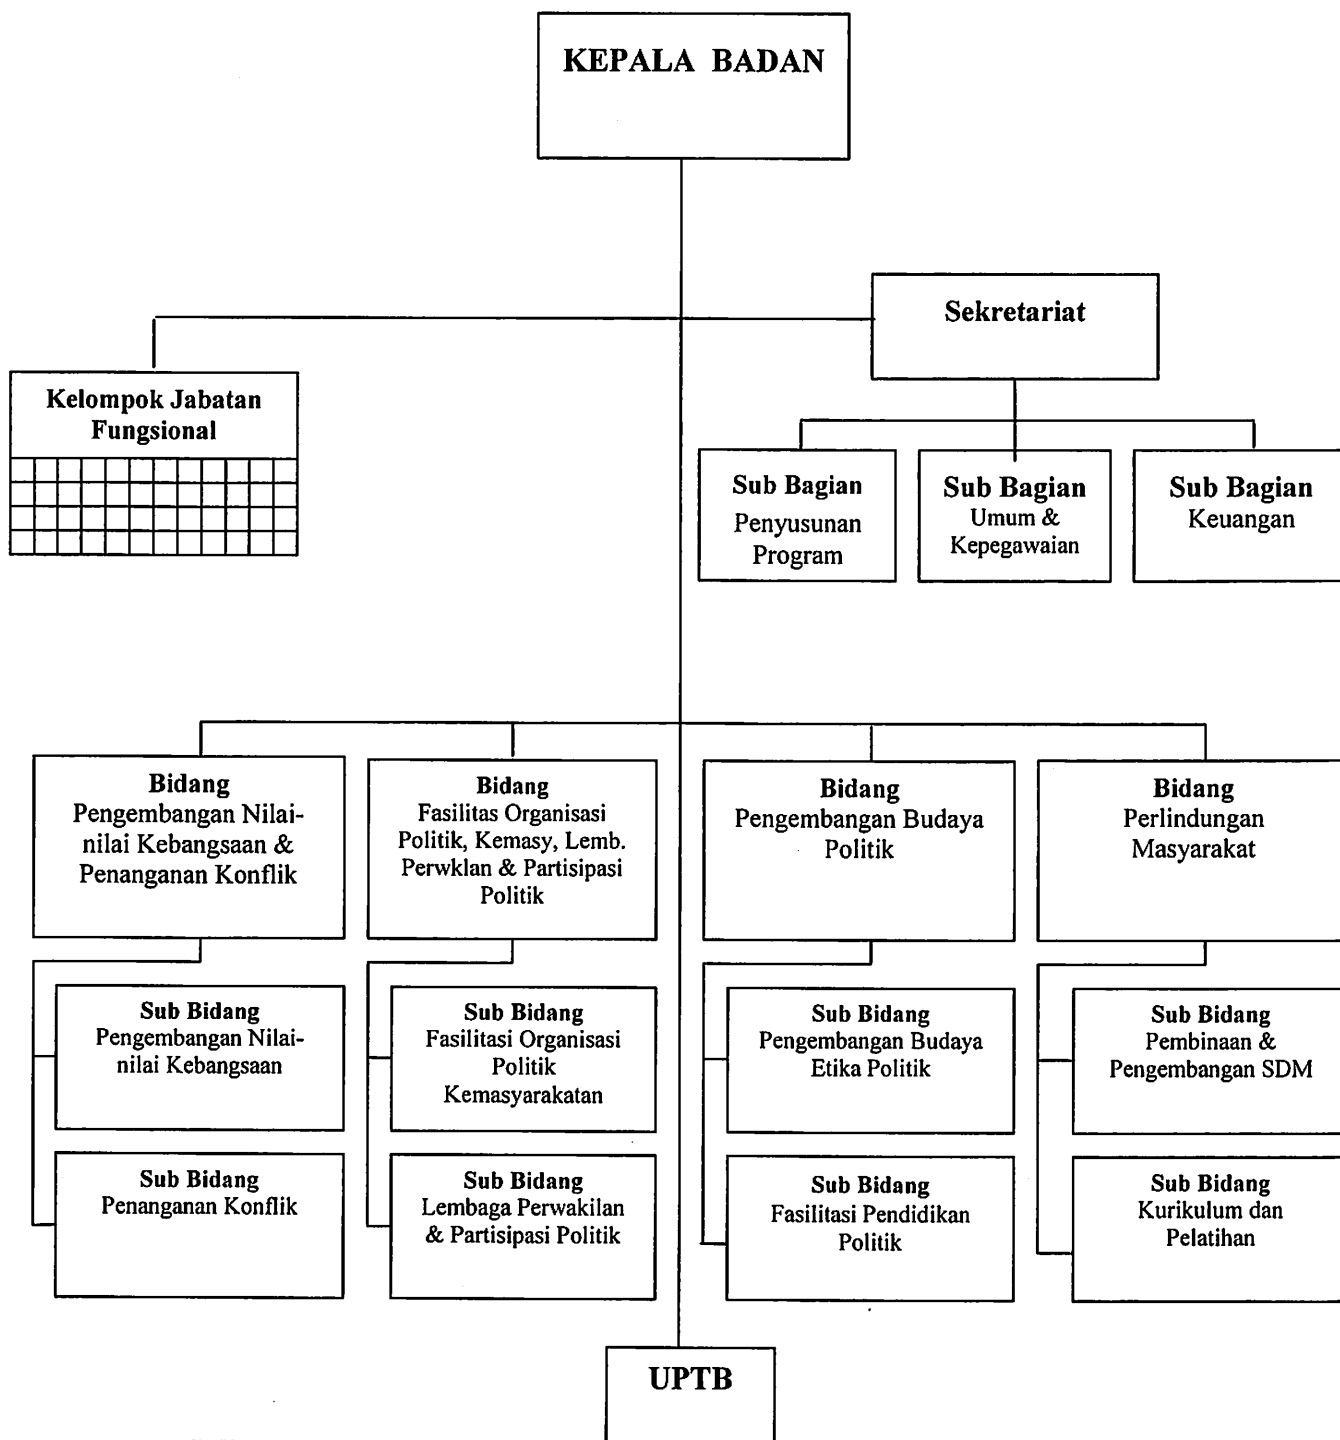 KEPALA BADAN
Sekretariat
Kelompok Jabatan
Fungsional
Sub Bagian
Penyusunan
Program
Sub Bagian
Umum &
Kepegawaian
Sub Bagian
Keuangan
Bidang
Pengembangan Nilai-
nilai Kebangsaan &
Penanganan Konflik
Bidang
Fasilitas Organisasi
Politik, Kemasy, Lemb.
Perwklan & Partisipasi
Politik
Bidang
Pengembangan Budaya
Politik
Bidang
Perlindungan
Masyarakat
Sub Bidang
Pengembangan Nilai-
nilai Kebangsaan
Sub Bidang
Fasilitasi Organisasi
Politik
Kemasyarakatan
Sub Bidang
Pengembangan Budaya
Etika Politik
Sub Bidang
Pembinaan &
Pengembangan SDM
Sub Bidang
Penanganan Konflik
Sub Bidang
Lembaga Perwakilan
& Partisipasi Politik
Sub Bidang
Fasilitasi Pendidikan
Politik
Sub Bidang
Kurikulum dan
Pelatihan
UPTB